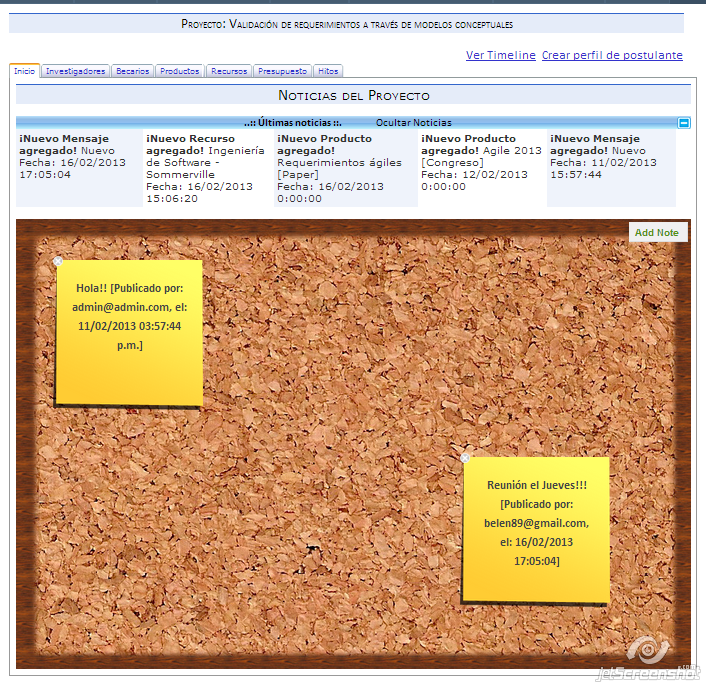 Proyecto: Validación de requerimientos a través de modelos conceptuales
Ver Timeline Crear perfil de postulante
Inicio Investigadores Becarios Productos Recursos Presupuesto Hitos
Noticias del Proyecto
..:: Últimas noticias ::. Ocultar Noticias
¡Nuevo Mensaje
agregado! Nuevo
Fecha: 16/02/2013
17:05:04
¡Nuevo Recurso
agregado! Ingeniería
de Software -
Sommerville
Fecha: 16/02/2013
15:06:20
¡Nuevo Producto
agregado!
Requerimientos ágiles
[Paper]
Fecha: 16/02/2013
0:00:00
¡Nuevo Producto
agregado! Agile 2013
[Congreso]
Fecha: 12/02/2013
0:00:00
¡Nuevo Mensaje
agregado! Nuevo
Fecha: 11/02/2013
15:57:44
Add Note
Hola!! [Publicado por:
admin@admin.com, el:
11/02/2013 03:57:44
p.m.]
Reunión el Jueves!!!
[Publicado por:
belen89@gmail.com,
el: 16/02/2013
17:05:04]
jetScreenshot